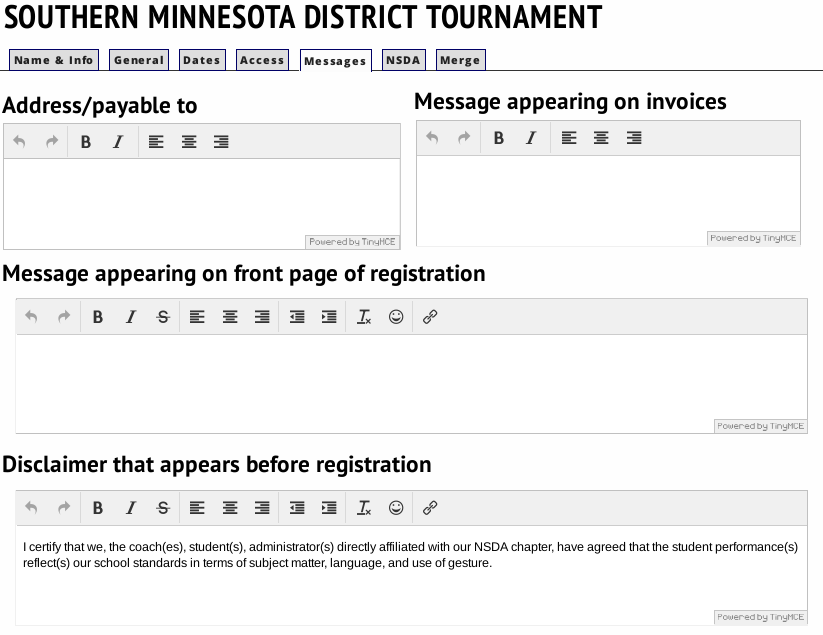 SOUTHERN MINNESOTA DISTRICT TOURNAMENT
Name & Info General Dates Access Messages NSDA Merge
Address/payable to
B I
Powered by TinyMCE
Message appearing on invoices
B I
Powered by TinyMCE
Message appearing on front page of registration
B I S Tx
Powered by TinyMCE
Disclaimer that appears before registration
B I S Tx
I certify that we, the coach(es), student(s), administrator(s) directly affiliated with our NSDA chapter, have agreed that the student performance(s)
reflect(s) our school standards in terms of subject matter, language, and use of gesture.
Powered by TinyMCE